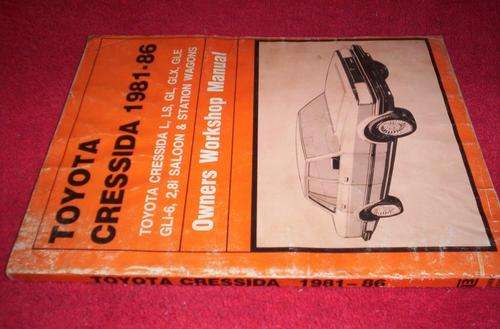 TOYOTA
CRESSIDA 1981-86
TOYOTA CRESSIDA L, LS, GL, GLX, GLE
GLi-6, 2,8i SALOON & STATION WAGONS
Owners Workshop Manual
TOYOTA CRESSIDA 1981-86